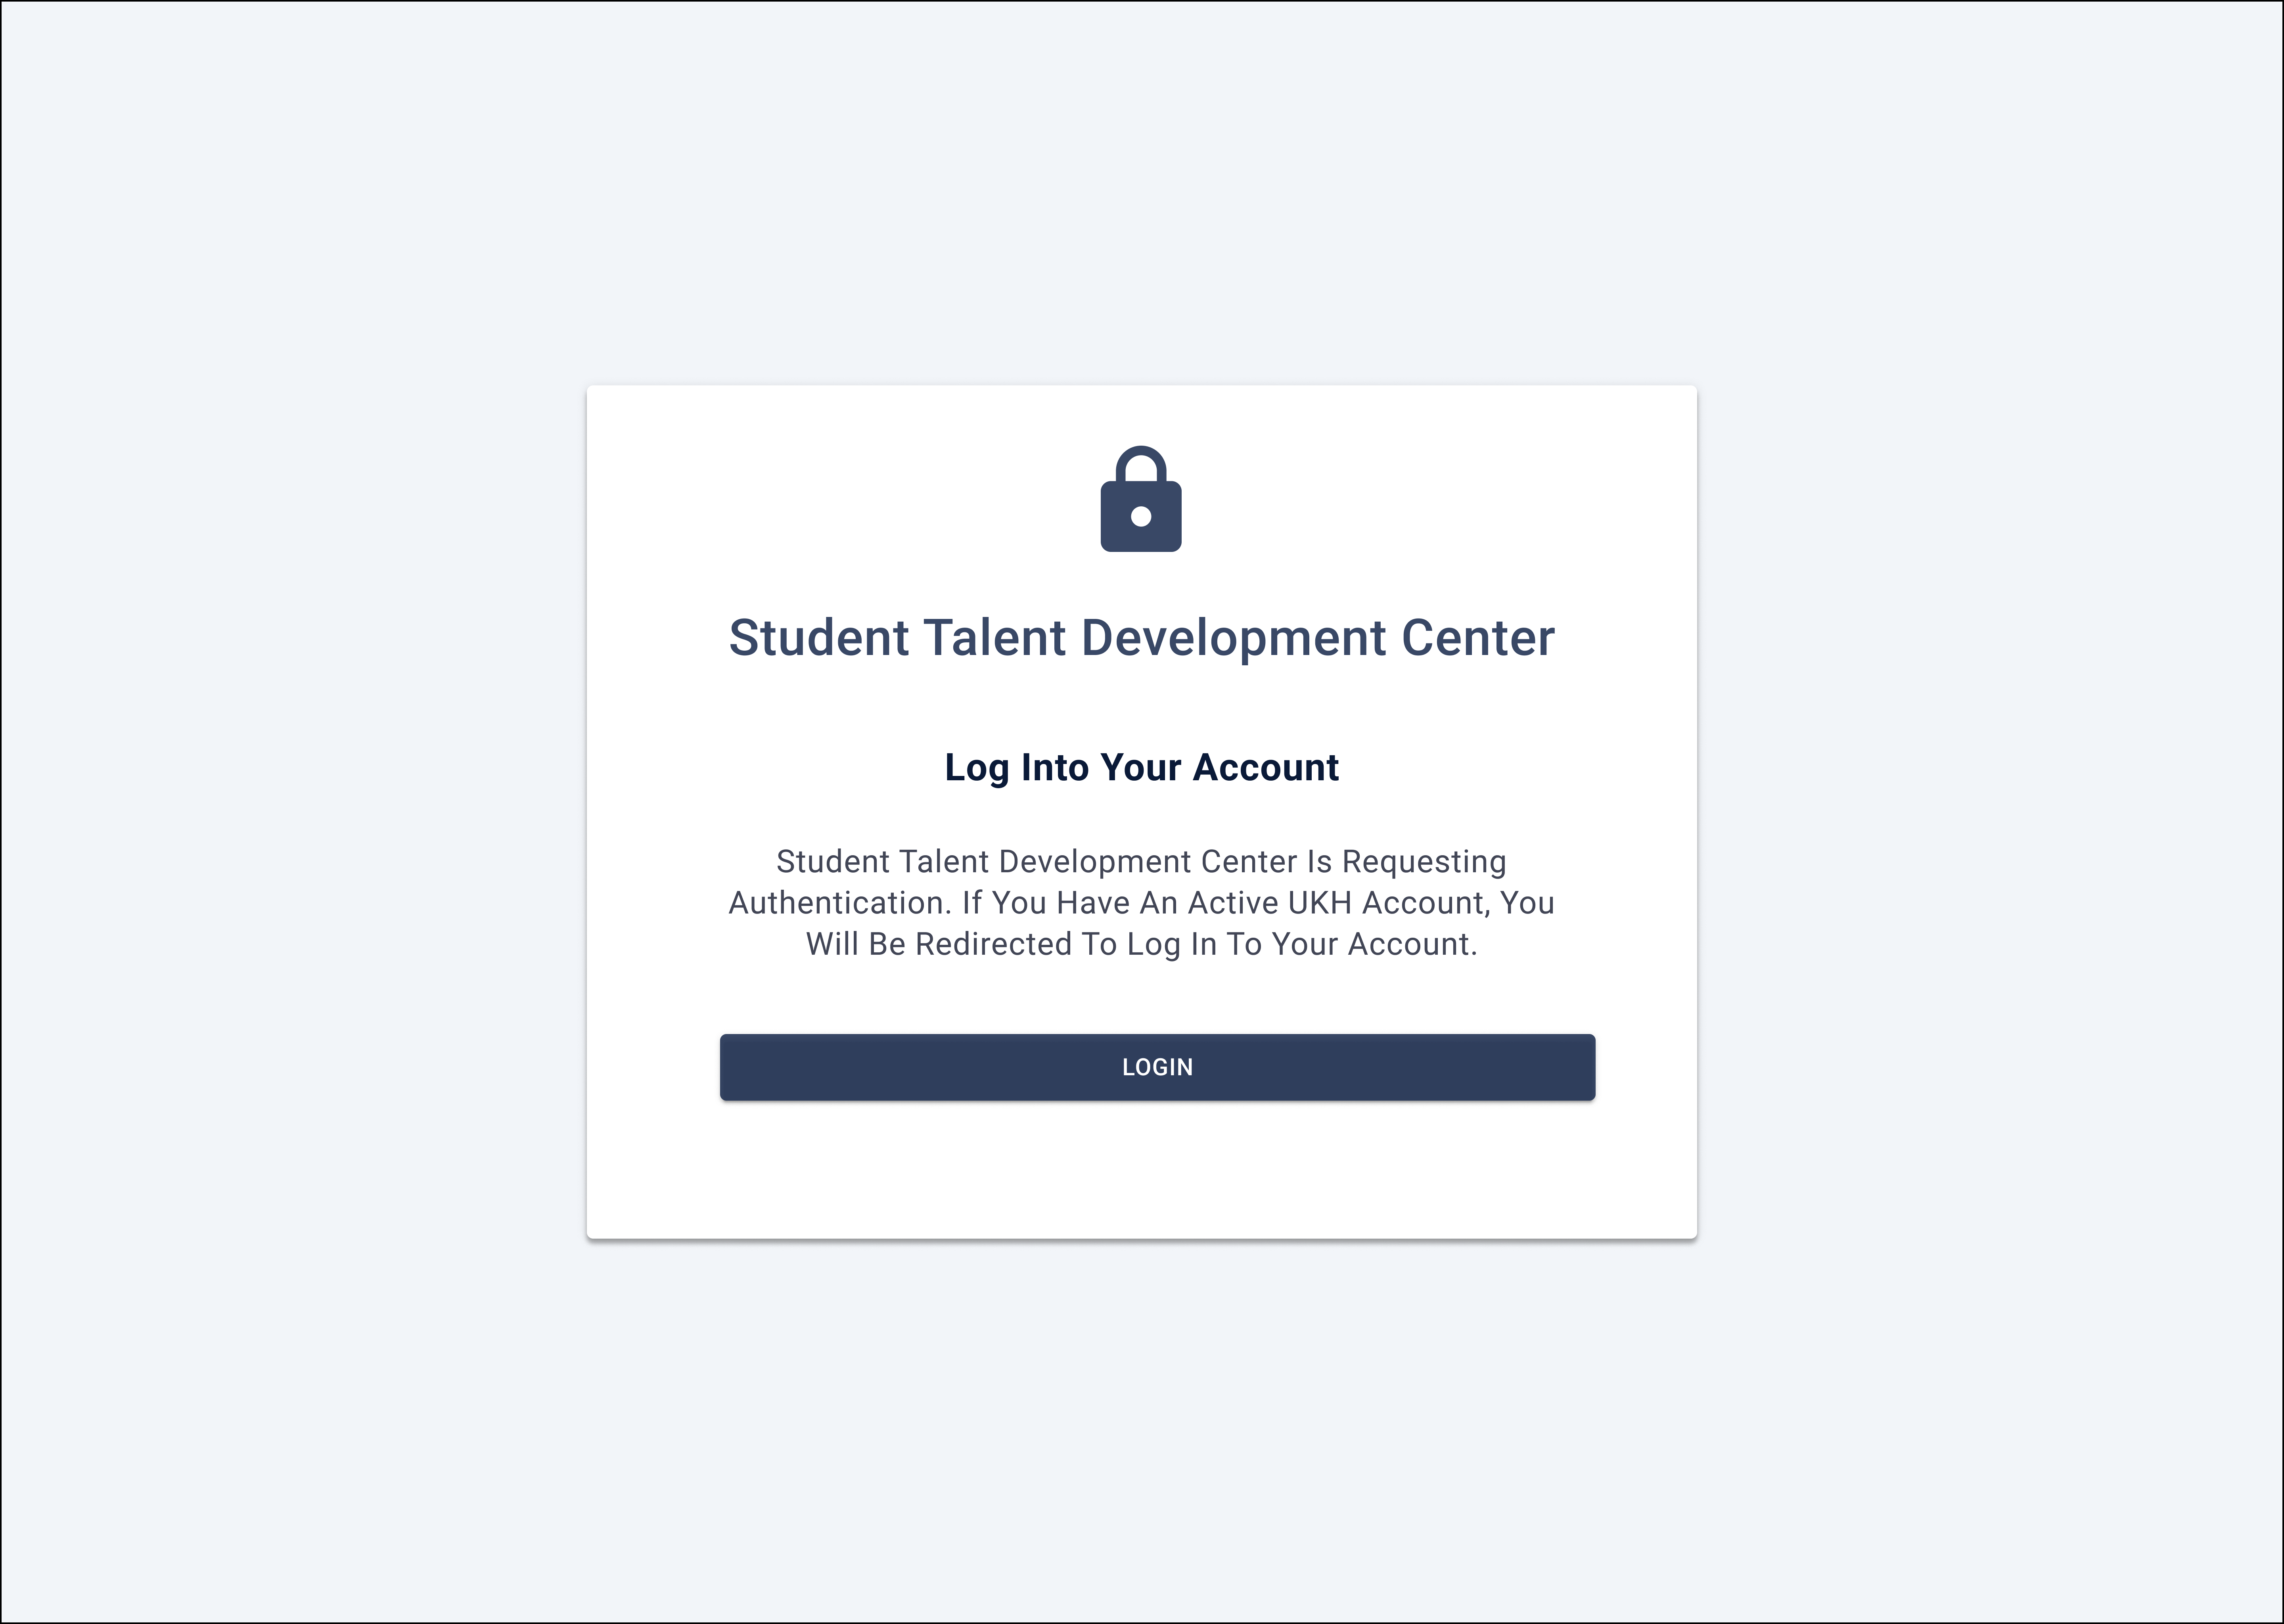 Student Talent Development Center
Log Into Your Account
Student Talent Development Center Is Requesting
Authentication. If You Have An Active UKH Account, You
Will Be Redirected To Log In To Your Account.
LOGIN